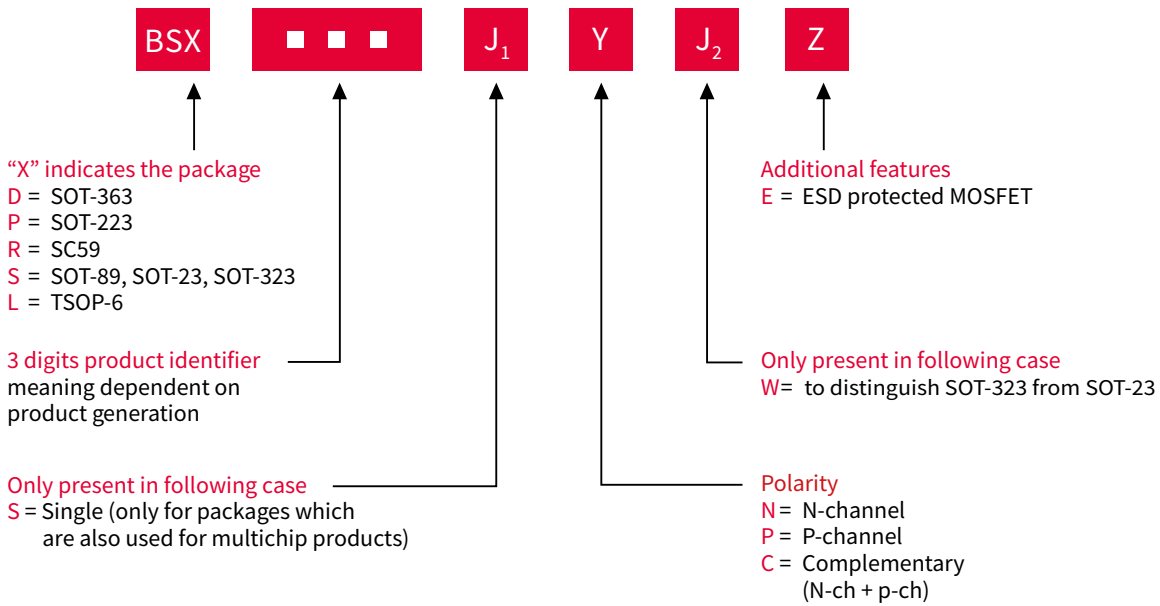 BSX ■ ■ ■ J₁ Y J₂ Z
“X” indicates the package
D = SOT-363
P = SOT-223
R = SC59
S = SOT-89, SOT-23, SOT-323
L = TSOP-6
3 digits product identifier
meaning dependent on
product generation
Only present in following case
S = Single (only for packages which
are also used for multichip products)
Additional features
E = ESD protected MOSFET
Only present in following case
W= to distinguish SOT-323 from SOT-23
Polarity
N = N-channel
P = P-channel
C = Complementary
(N-ch + p-ch)